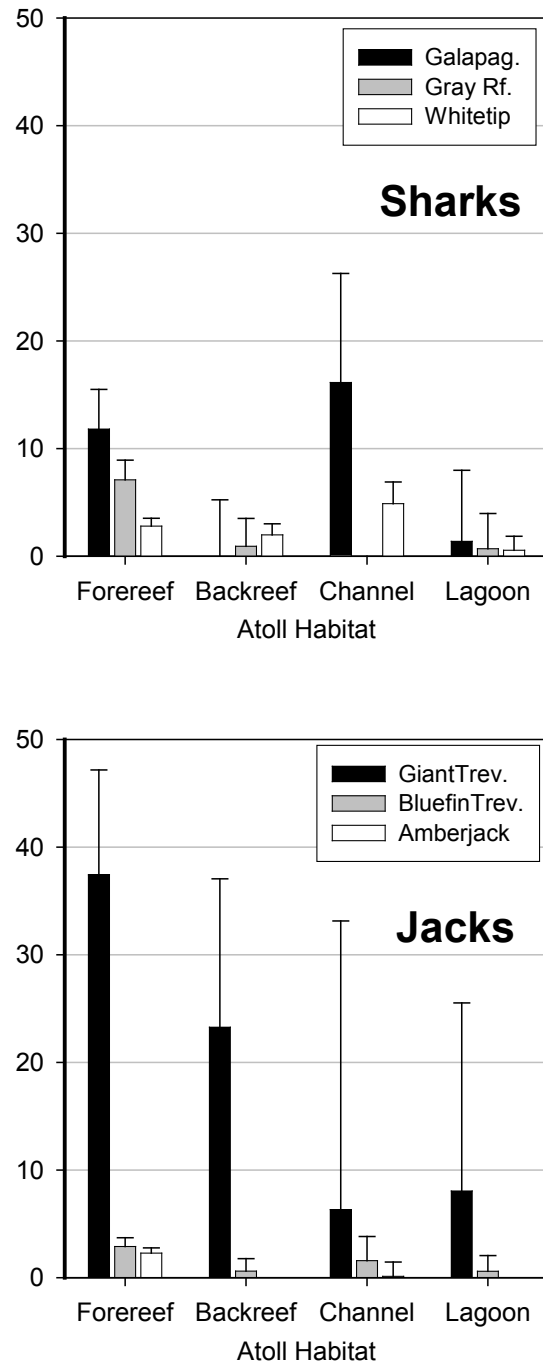 50
Galapag.
Gray Rf.
Whitetip
40
Sharks
30
20
10
0
Forereef Backreef Channel Lagoon
Atoll Habitat
50
GiantTrev.
BluefinTrev.
Amberjack
40
Jacks
30
20
10
0
Forereef Backreef Channel Lagoon
Atoll Habitat